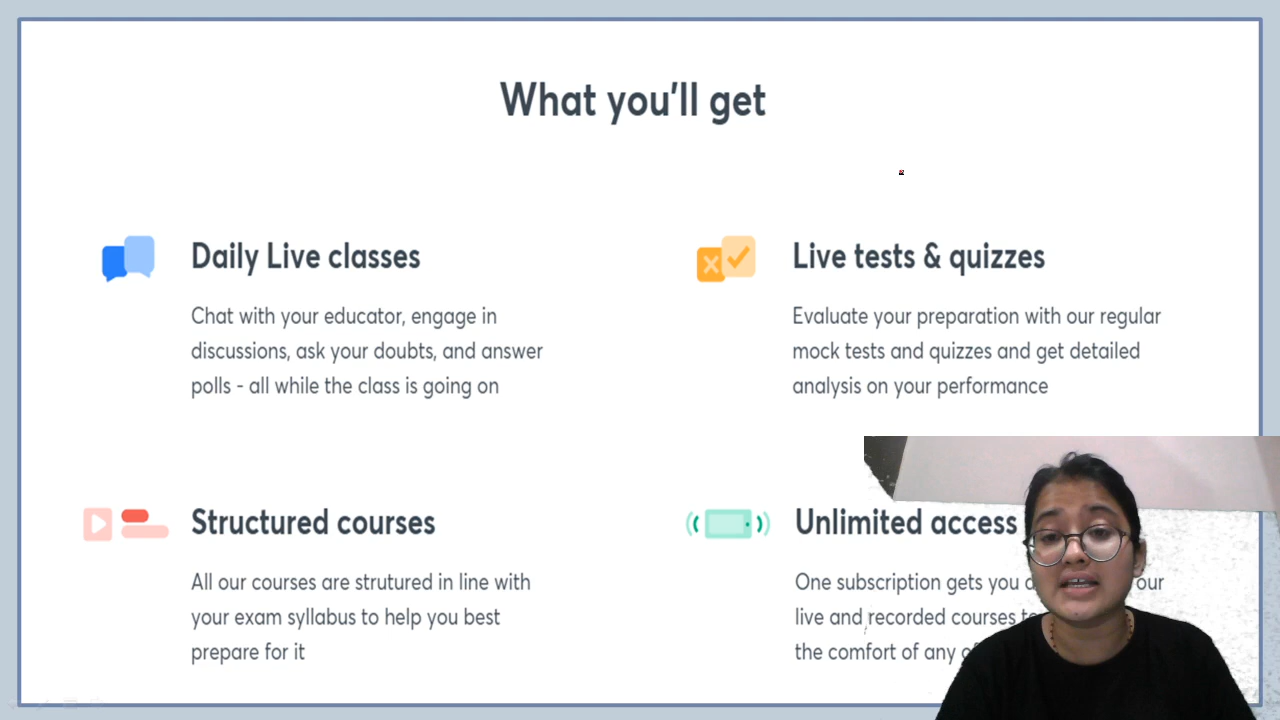 What you'll get
Daily Live classes
Chat with your educator, engage in
discussions, ask your doubts, and answer
polls - all while the class is going on
Live tests & quizzes
Evaluate your preparation with our regular
mock tests and quizzes and get detailed
analysis on your performance
Structured courses
All our courses are strutured in line with
your exam syllabus to help you best
prepare for it
Unlimited access
One subscription gets you our
live and recorded courses
the comfort of any